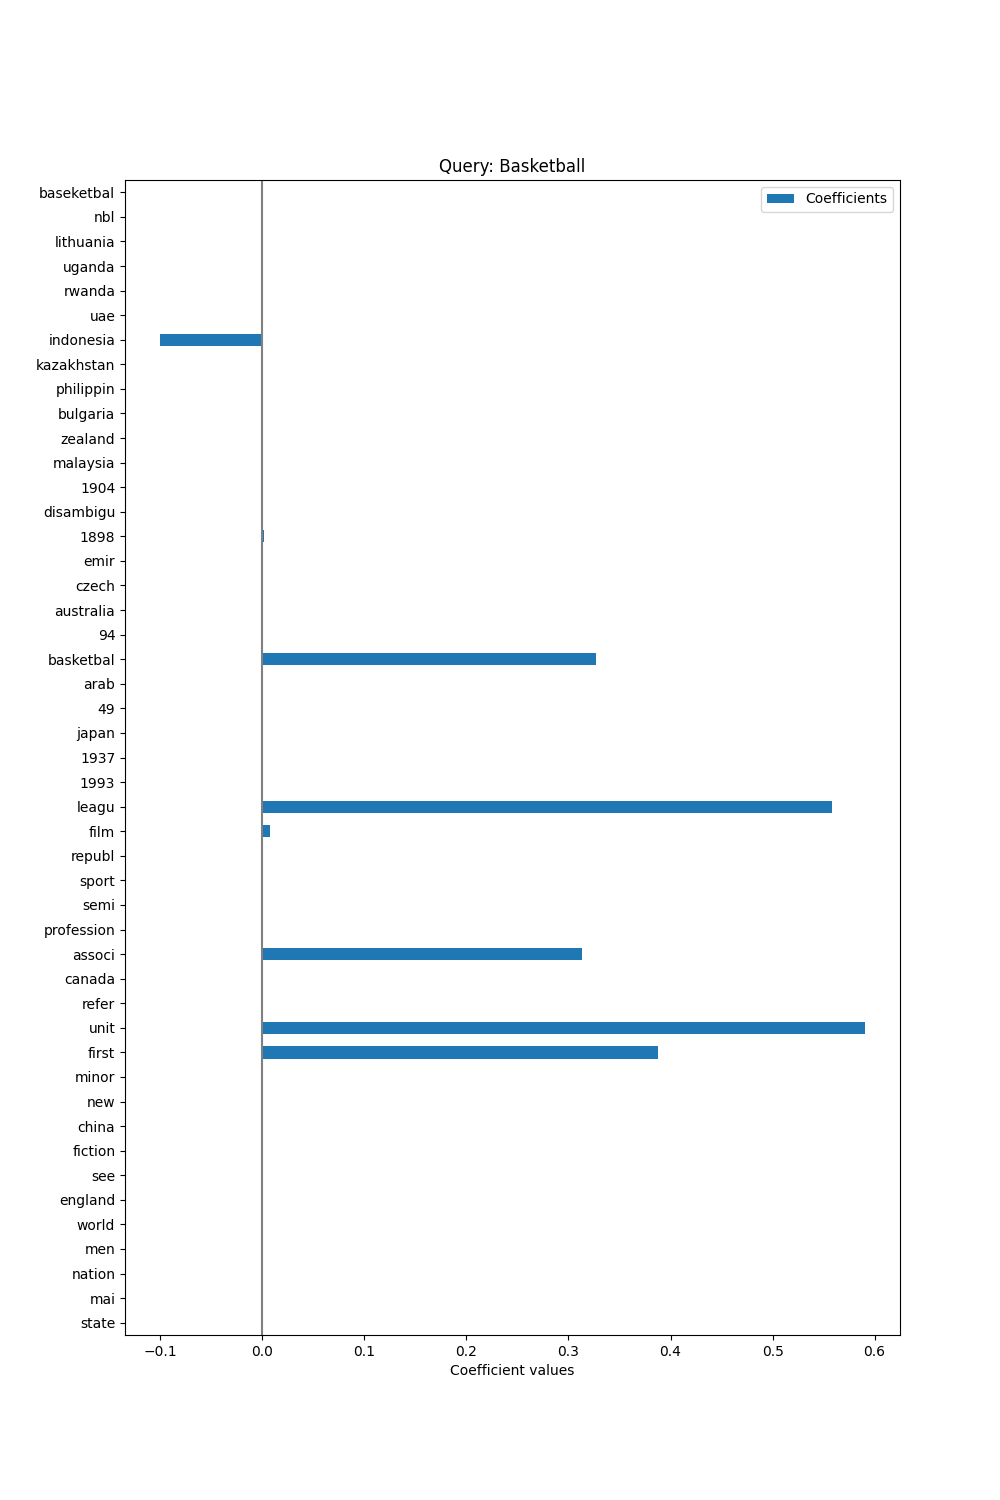 Query: Basketball
Coefficients
baseketbal
nbl
lithuania
uganda
rwanda
uae
indonesia
kazakhstan
philippin
bulgaria
zealand
malaysia
1904
disambigu
1898
emir
czech
australia
94
basketbal
arab
49
japan
1937
1993
leagu
film
republ
sport
semi
profession
associ
canada
refer
unit
first
minor
new
china
fiction
see
england
world
men
nation
mai
state
−0.1 0.0 0.1 0.2 0.3 0.4 0.5 0.6
Coefficient values